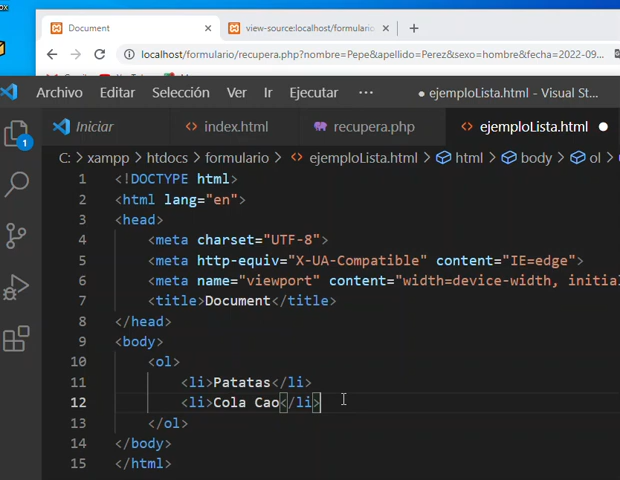 Document × view-source:localhost/formulario × +
localhost/formulario/recupera.php?nombre=Pepe&apellido=Perez&sexo=hombre&fecha=2022-09...
Archivo Editar Selección Ver Ir Ejecutar ··· ● ejemploLista.html - Visual St...
Iniciar <> index.html recupera.php <> ejemploLista.html ●
1
C: > xampp > htdocs > formulario > <> ejemploLista.html > html > body > ol >
1 <!DOCTYPE html>
2 <html lang="en">
3 <head>
4 <meta charset="UTF-8">
5 <meta http-equiv="X-UA-Compatible" content="IE=edge">
6 <meta name="viewport" content="width=device-width, initial
7 <title>Document</title>
8 </head>
9 <body>
10 <ol>
11 <li>Patatas</li>
12 <li>Cola Cao</li>
13 </ol>
14 </body>
15 </html>